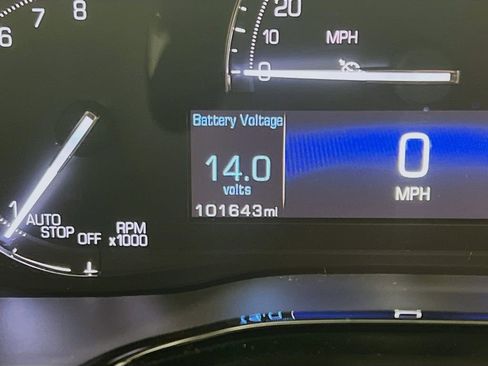 6 7 8
20
10 MPH
0
Battery Voltage
14.0
volts
101643mi
0
MPH
1 AUTO
STOP OFF
RPM
x1000